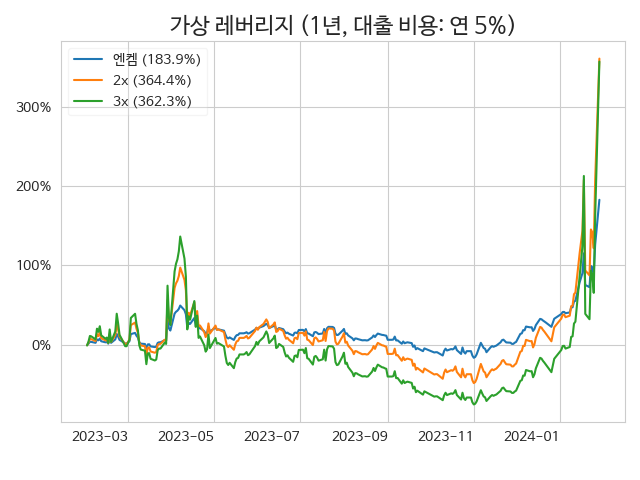 가상 레버리지 (1년, 대출 비용: 연 5%)
엔켐 (183.9%)
2x (364.4%)
3x (362.3%)
300%
200%
100%
0%
2023-03 2023-05 2023-07 2023-09 2023-11 2024-01